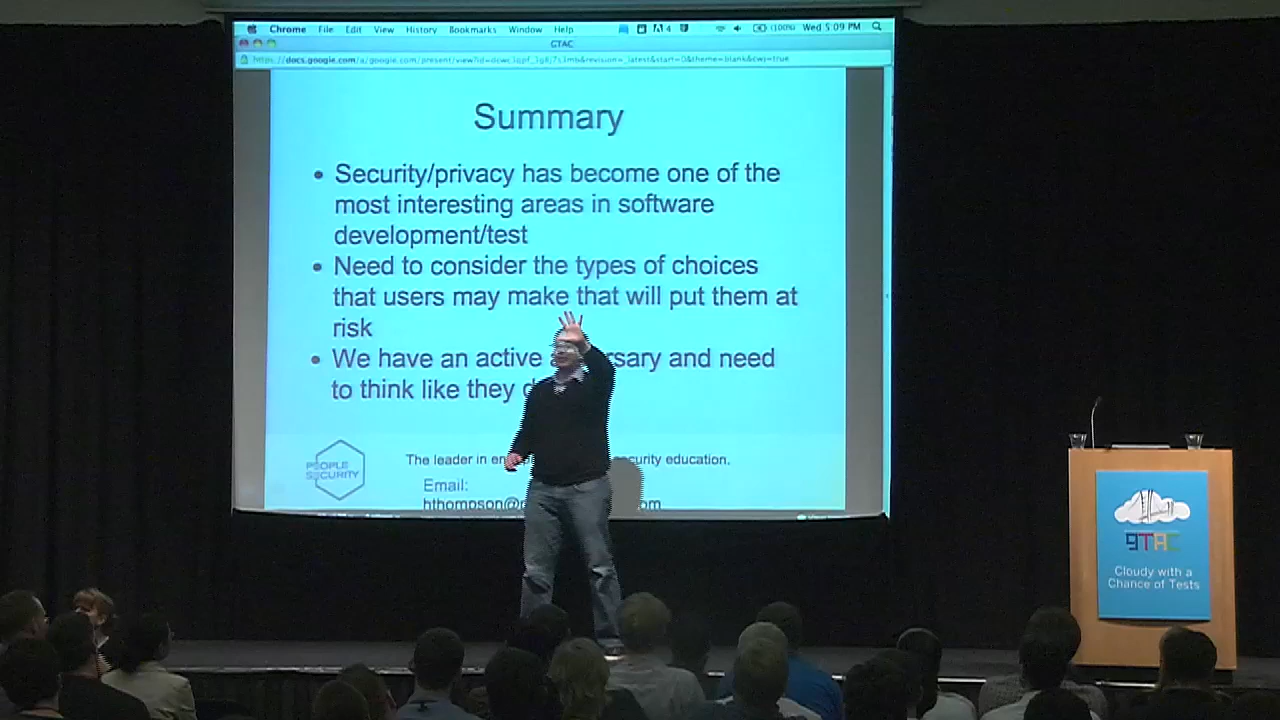 Chrome File Edit View History Bookmarks Window Help 4 (100%) Wed 5:09 PM
GTAC
Summary
• Security/privacy has become one of the
most interesting areas in software
development/test
• Need to consider the types of choices
that users may make that will put them at
risk
• We have an active and need
to think like they
PEOPLE
SECURITY
The leader in education.
Email:
gTAC
Cloudy with a
Chance of Tests